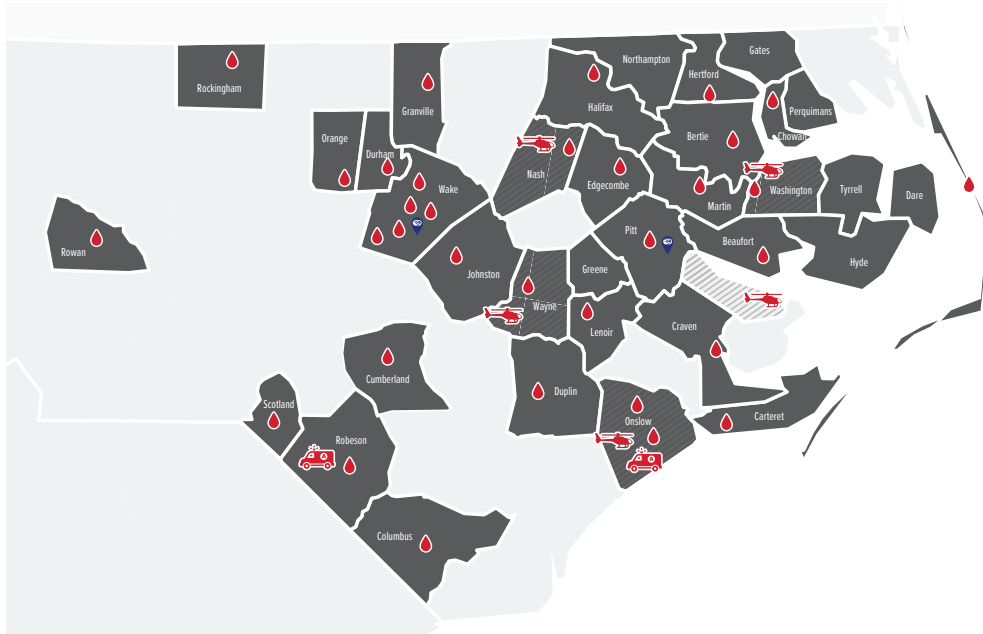 Gates
Northampton
Hertford
Rockingham
Halifax
Perquimans
Granville
Chowan
Bertie
Orange
Durham
Nash
Edgecombe
Wake
Washington
Tyrrell
Dare
Martin
Pitt
Beaufort
Rowan
Hyde
Greene
Johnston
Wayne
Craven
Lenoir
Cumberland
Duplin
Scotland
Onslow
Carteret
Robeson
Columbus